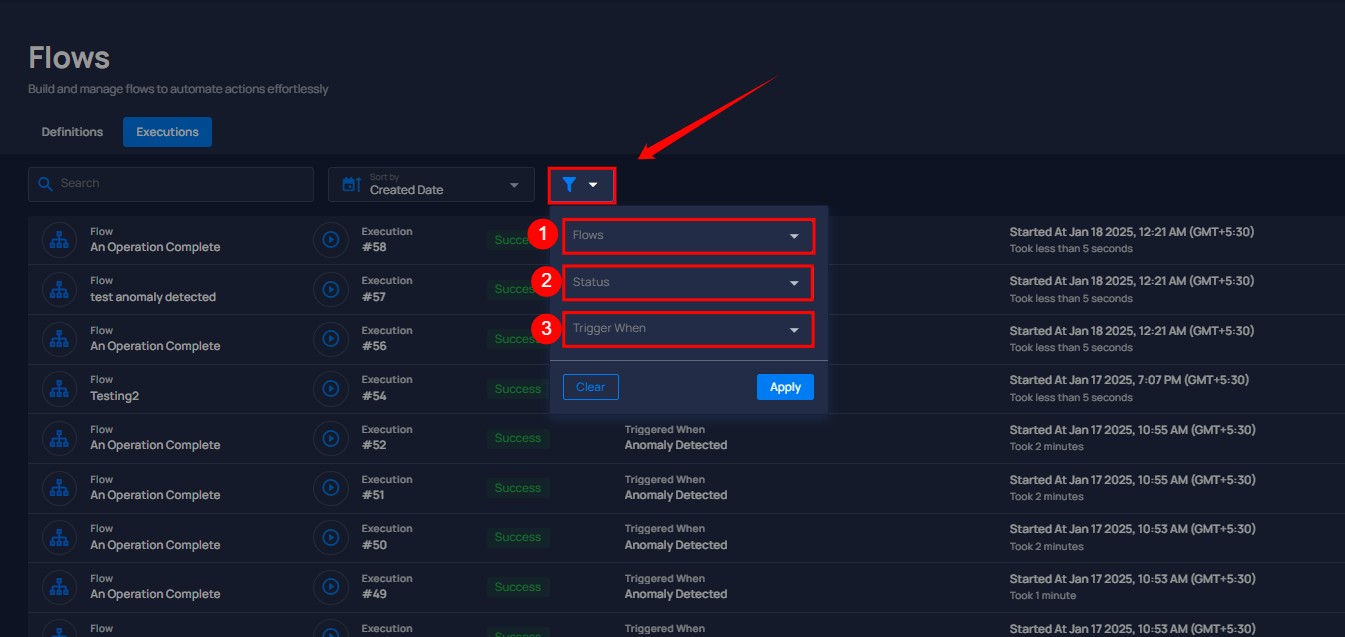 Flows
Build and manage flows to automate actions effortlessly
Definitions
Executions
Search
Sort by
Created Date
1
Flows
2
Status
3
Trigger When
Clear
Apply
Flow
An Operation Complete
Execution
#58
Started At Jan 18 2025, 12:21 AM (GMT+5:30)
Took less than 5 seconds
Flow
test anomaly detected
Execution
#57
Started At Jan 18 2025, 12:21 AM (GMT+5:30)
Took less than 5 seconds
Flow
An Operation Complete
Execution
#56
Started At Jan 18 2025, 12:21 AM (GMT+5:30)
Took less than 5 seconds
Flow
Testing2
Execution
#54
Success
Started At Jan 17 2025, 7:07 PM (GMT+5:30)
Took less than 5 seconds
Flow
An Operation Complete
Execution
#52
Success
Triggered When
Anomaly Detected
Started At Jan 17 2025, 10:55 AM (GMT+5:30)
Took 2 minutes
Flow
An Operation Complete
Execution
#51
Success
Triggered When
Anomaly Detected
Started At Jan 17 2025, 10:55 AM (GMT+5:30)
Took 2 minutes
Flow
An Operation Complete
Execution
#50
Success
Triggered When
Anomaly Detected
Started At Jan 17 2025, 10:53 AM (GMT+5:30)
Took 2 minutes
Flow
An Operation Complete
Execution
#49
Success
Triggered When
Anomaly Detected
Started At Jan 17 2025, 10:53 AM (GMT+5:30)
Took 1 minute
Flow
Execution
Success
Triggered When
Started At Jan 17 2025, 10:53 AM (GMT+5:30)